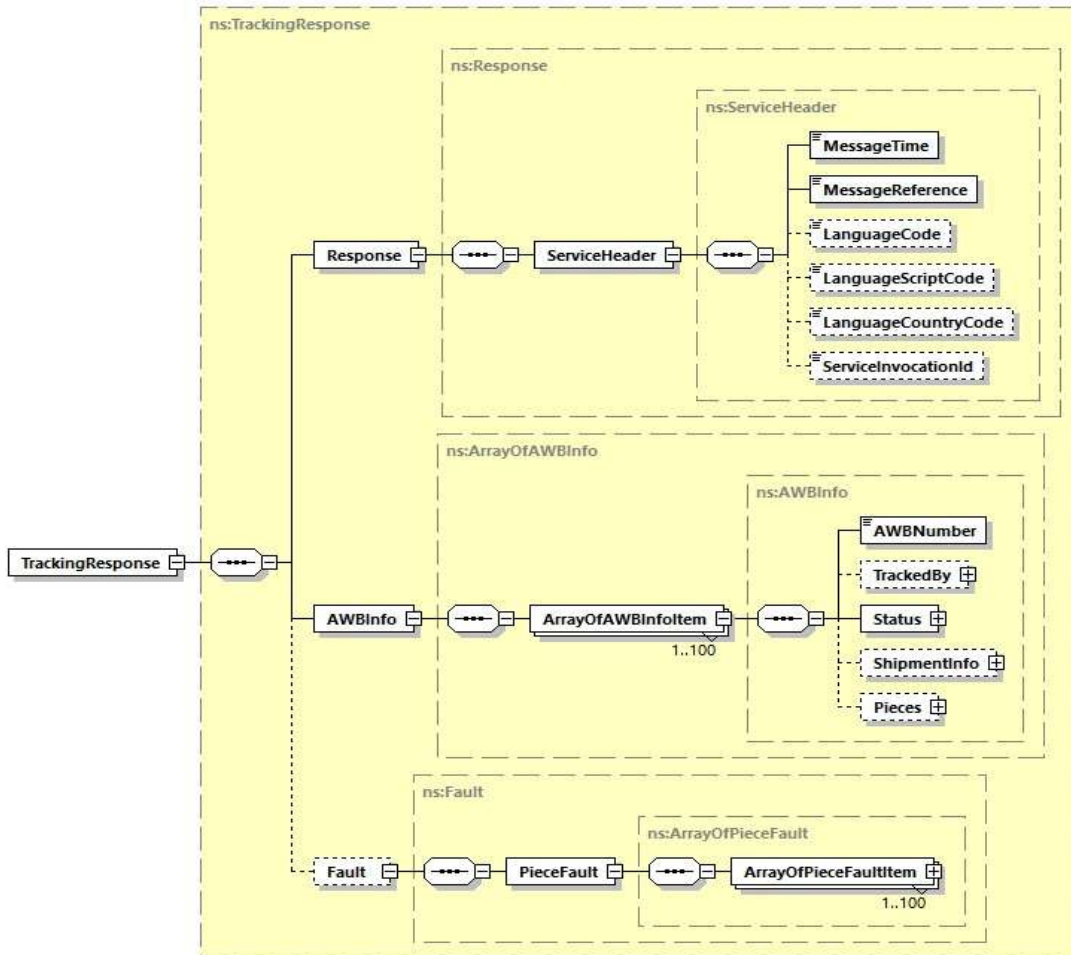 ns:TrackingResponse
ns:Response
ns:ServiceHeader
MessageTime
MessageReference
LanguageCode
Response
ServiceHeader
LanguageScriptCode
LanguageCountryCode
ServiceInvocationId
ns:ArrayOfAWBInfo
ns:AWBInfo
AWBNumber
TrackingResponse
TrackedBy
AWBInfo
ArrayOfAWBInfoItem
Status
1..100
ShipmentInfo
Pieces
ns:Fault
ns:ArrayOfPieceFault
Fault
PieceFault
ArrayOfPieceFaultItem
1..100